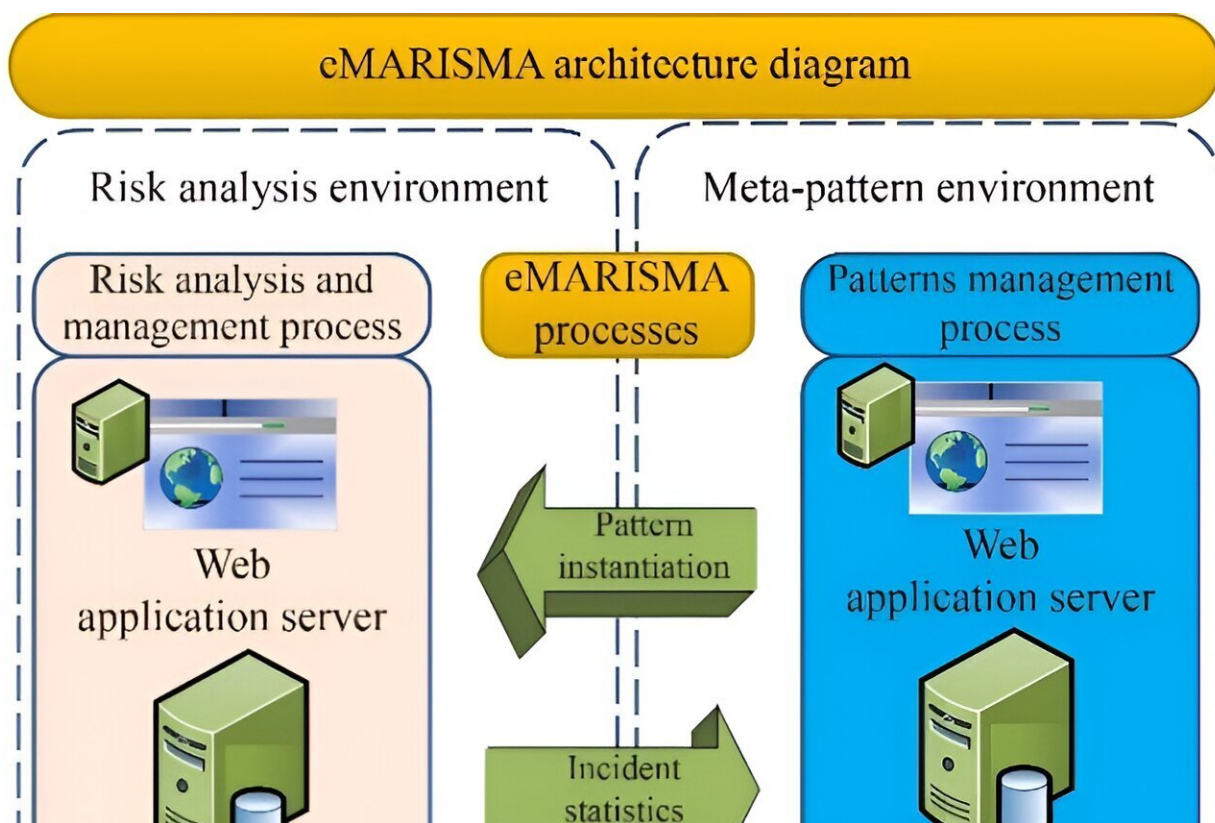 eMARISMA architecture diagram
Risk analysis environment
Meta-pattern environment
Risk analysis and
management process
eMARISMA
processes
Patterns management
process
Web
application server
Pattern
instantiation
Web
application server
Incident
statistics